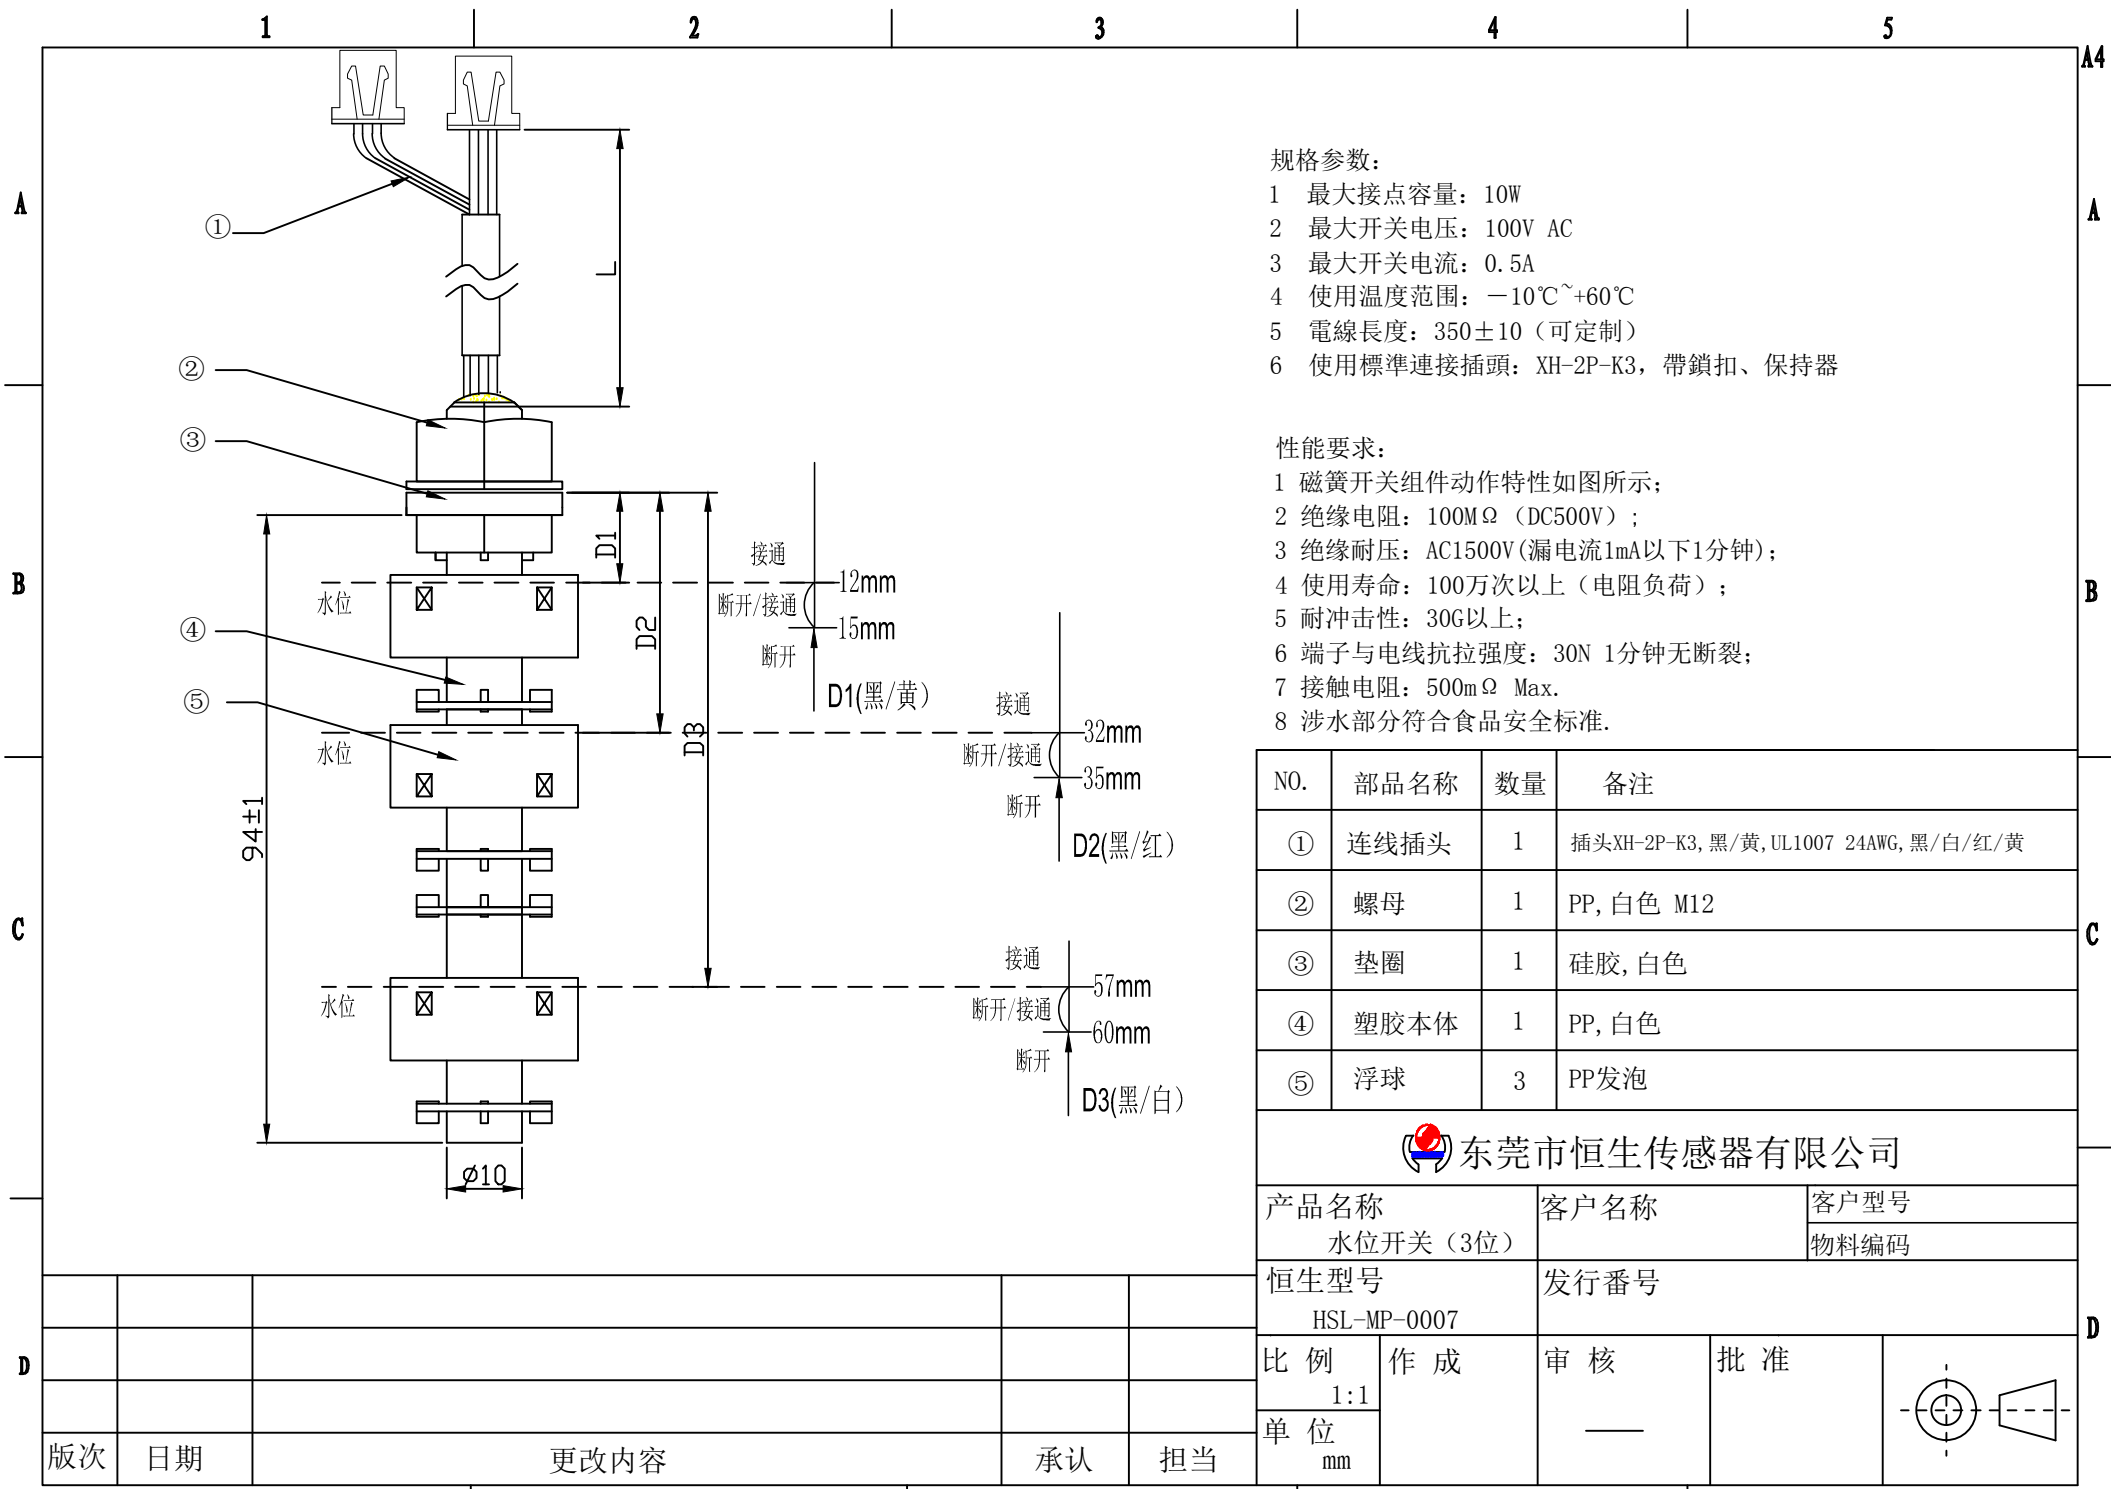 1 2 3 4 5
A4
A A
B B
C C
D D
①
②
③
④
⑤
L
D1
D2
D3
94±1
ø10
水位
水位
水位
接通
12mm
断开/接通
15mm
断开
D1(黑/黄)
接通
32mm
断开/接通
35mm
断开
D2(黑/红)
接通
57mm
断开/接通
60mm
断开
D3(黑/白)
规格参数:
1 最大接点容量: 10W
2 最大开关电压: 100V AC
3 最大开关电流: 0.5A
4 使用温度范围: －10℃~+60℃
5 電線長度: 350±10（可定制）
6 使用標準連接插頭: XH-2P-K3, 帶鎖扣、保持器
性能要求:
1 磁簧开关组件动作特性如图所示;
2 绝缘电阻: 100MΩ（DC500V）;
3 绝缘耐压: AC1500V(漏电流1mA以下1分钟);
4 使用寿命: 100万次以上（电阻负荷）;
5 耐冲击性: 30G以上;
6 端子与电线抗拉强度: 30N 1分钟无断裂;
7 接触电阻: 500mΩ Max.
8 涉水部分符合食品安全标准.
NO. 部品名称 数量 备注
① 连线插头 1 插头XH-2P-K3,黑/黄,UL1007 24AWG,黑/白/红/黄
② 螺母 1 PP,白色 M12
③ 垫圈 1 硅胶,白色
④ 塑胶本体 1 PP,白色
⑤ 浮球 3 PP发泡
东莞市恒生传感器有限公司
产品名称 客户名称 客户型号
水位开关（3位）
物料编码
恒生型号 发行番号
HSL-MP-0007
比 例 作 成 审 核 批 准
1:1
单 位
mm
版次 日期 更改内容 承认 担当